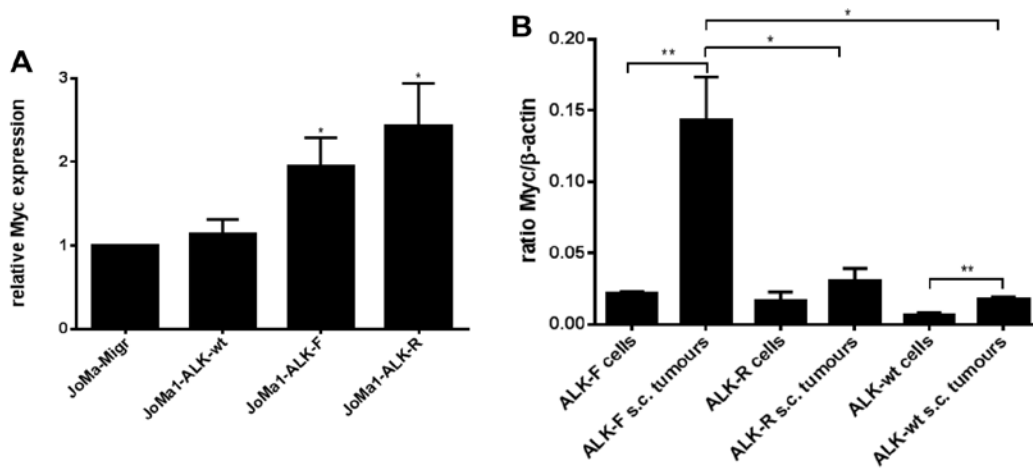 A
relative Myc expression
3
2
1
0
*
*
JoMa-Migr
JoMa1-ALK-wt
JoMa1-ALK-F
JoMa1-ALK-R
B
ratio Myc/β-actin
0.20
0.15
0.10
0.05
0.00
**
*
*
**
ALK-F cells
ALK-F s.c. tumours
ALK-R cells
ALK-R s.c. tumours
ALK-wt cells
ALK-wt s.c. tumours